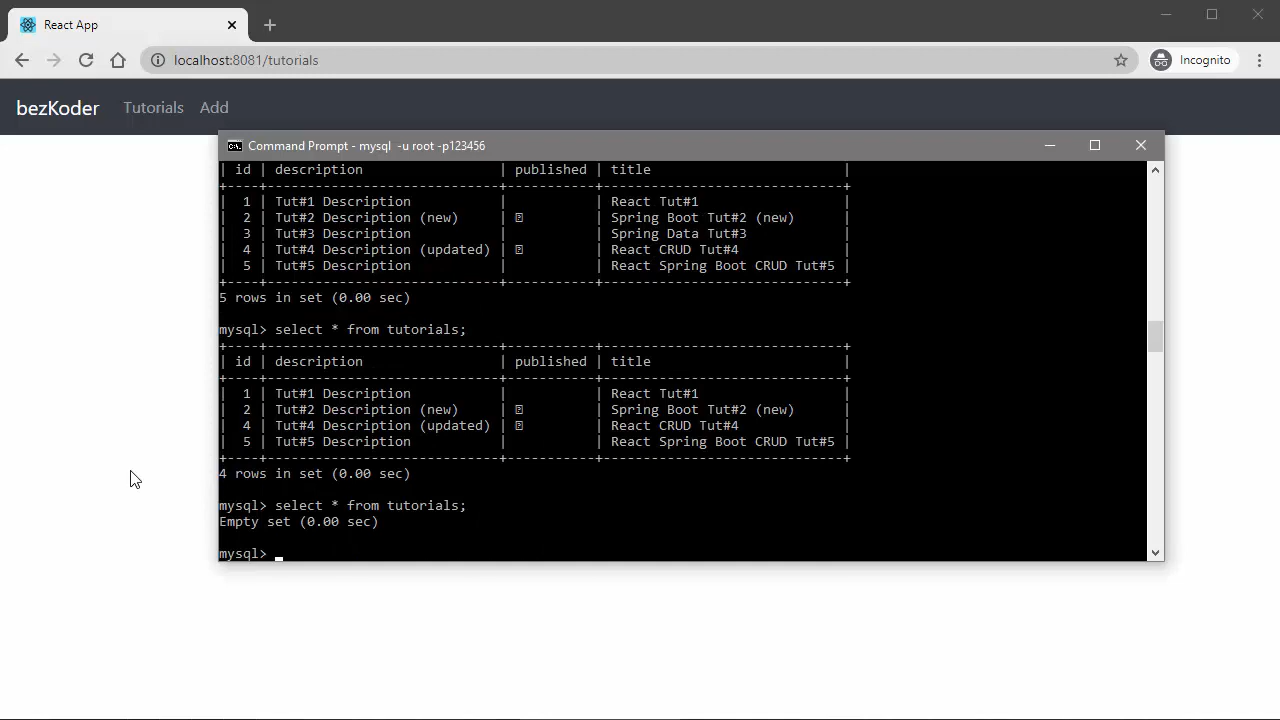 React App
localhost:8081/tutorials
Incognito
bezKoder Tutorials Add
Command Prompt - mysql  -u root -p123456
| id | description                 | published | title                        |
+----+-----------------------------+-----------+------------------------------+
|  1 | Tut#1 Description           |           | React Tut#1                  |
|  2 | Tut#2 Description (new)     | ⍰         | Spring Boot Tut#2 (new)      |
|  3 | Tut#3 Description           |           | Spring Data Tut#3            |
|  4 | Tut#4 Description (updated) | ⍰         | React CRUD Tut#4             |
|  5 | Tut#5 Description           |           | React Spring Boot CRUD Tut#5 |
+----+-----------------------------+-----------+------------------------------+
5 rows in set (0.00 sec)
mysql> select * from tutorials;
+----+-----------------------------+-----------+------------------------------+
| id | description                 | published | title                        |
+----+-----------------------------+-----------+------------------------------+
|  1 | Tut#1 Description           |           | React Tut#1                  |
|  2 | Tut#2 Description (new)     | ⍰         | Spring Boot Tut#2 (new)      |
|  4 | Tut#4 Description (updated) | ⍰         | React CRUD Tut#4             |
|  5 | Tut#5 Description           |           | React Spring Boot CRUD Tut#5 |
+----+-----------------------------+-----------+------------------------------+
4 rows in set (0.00 sec)
mysql> select * from tutorials;
Empty set (0.00 sec)
mysql>